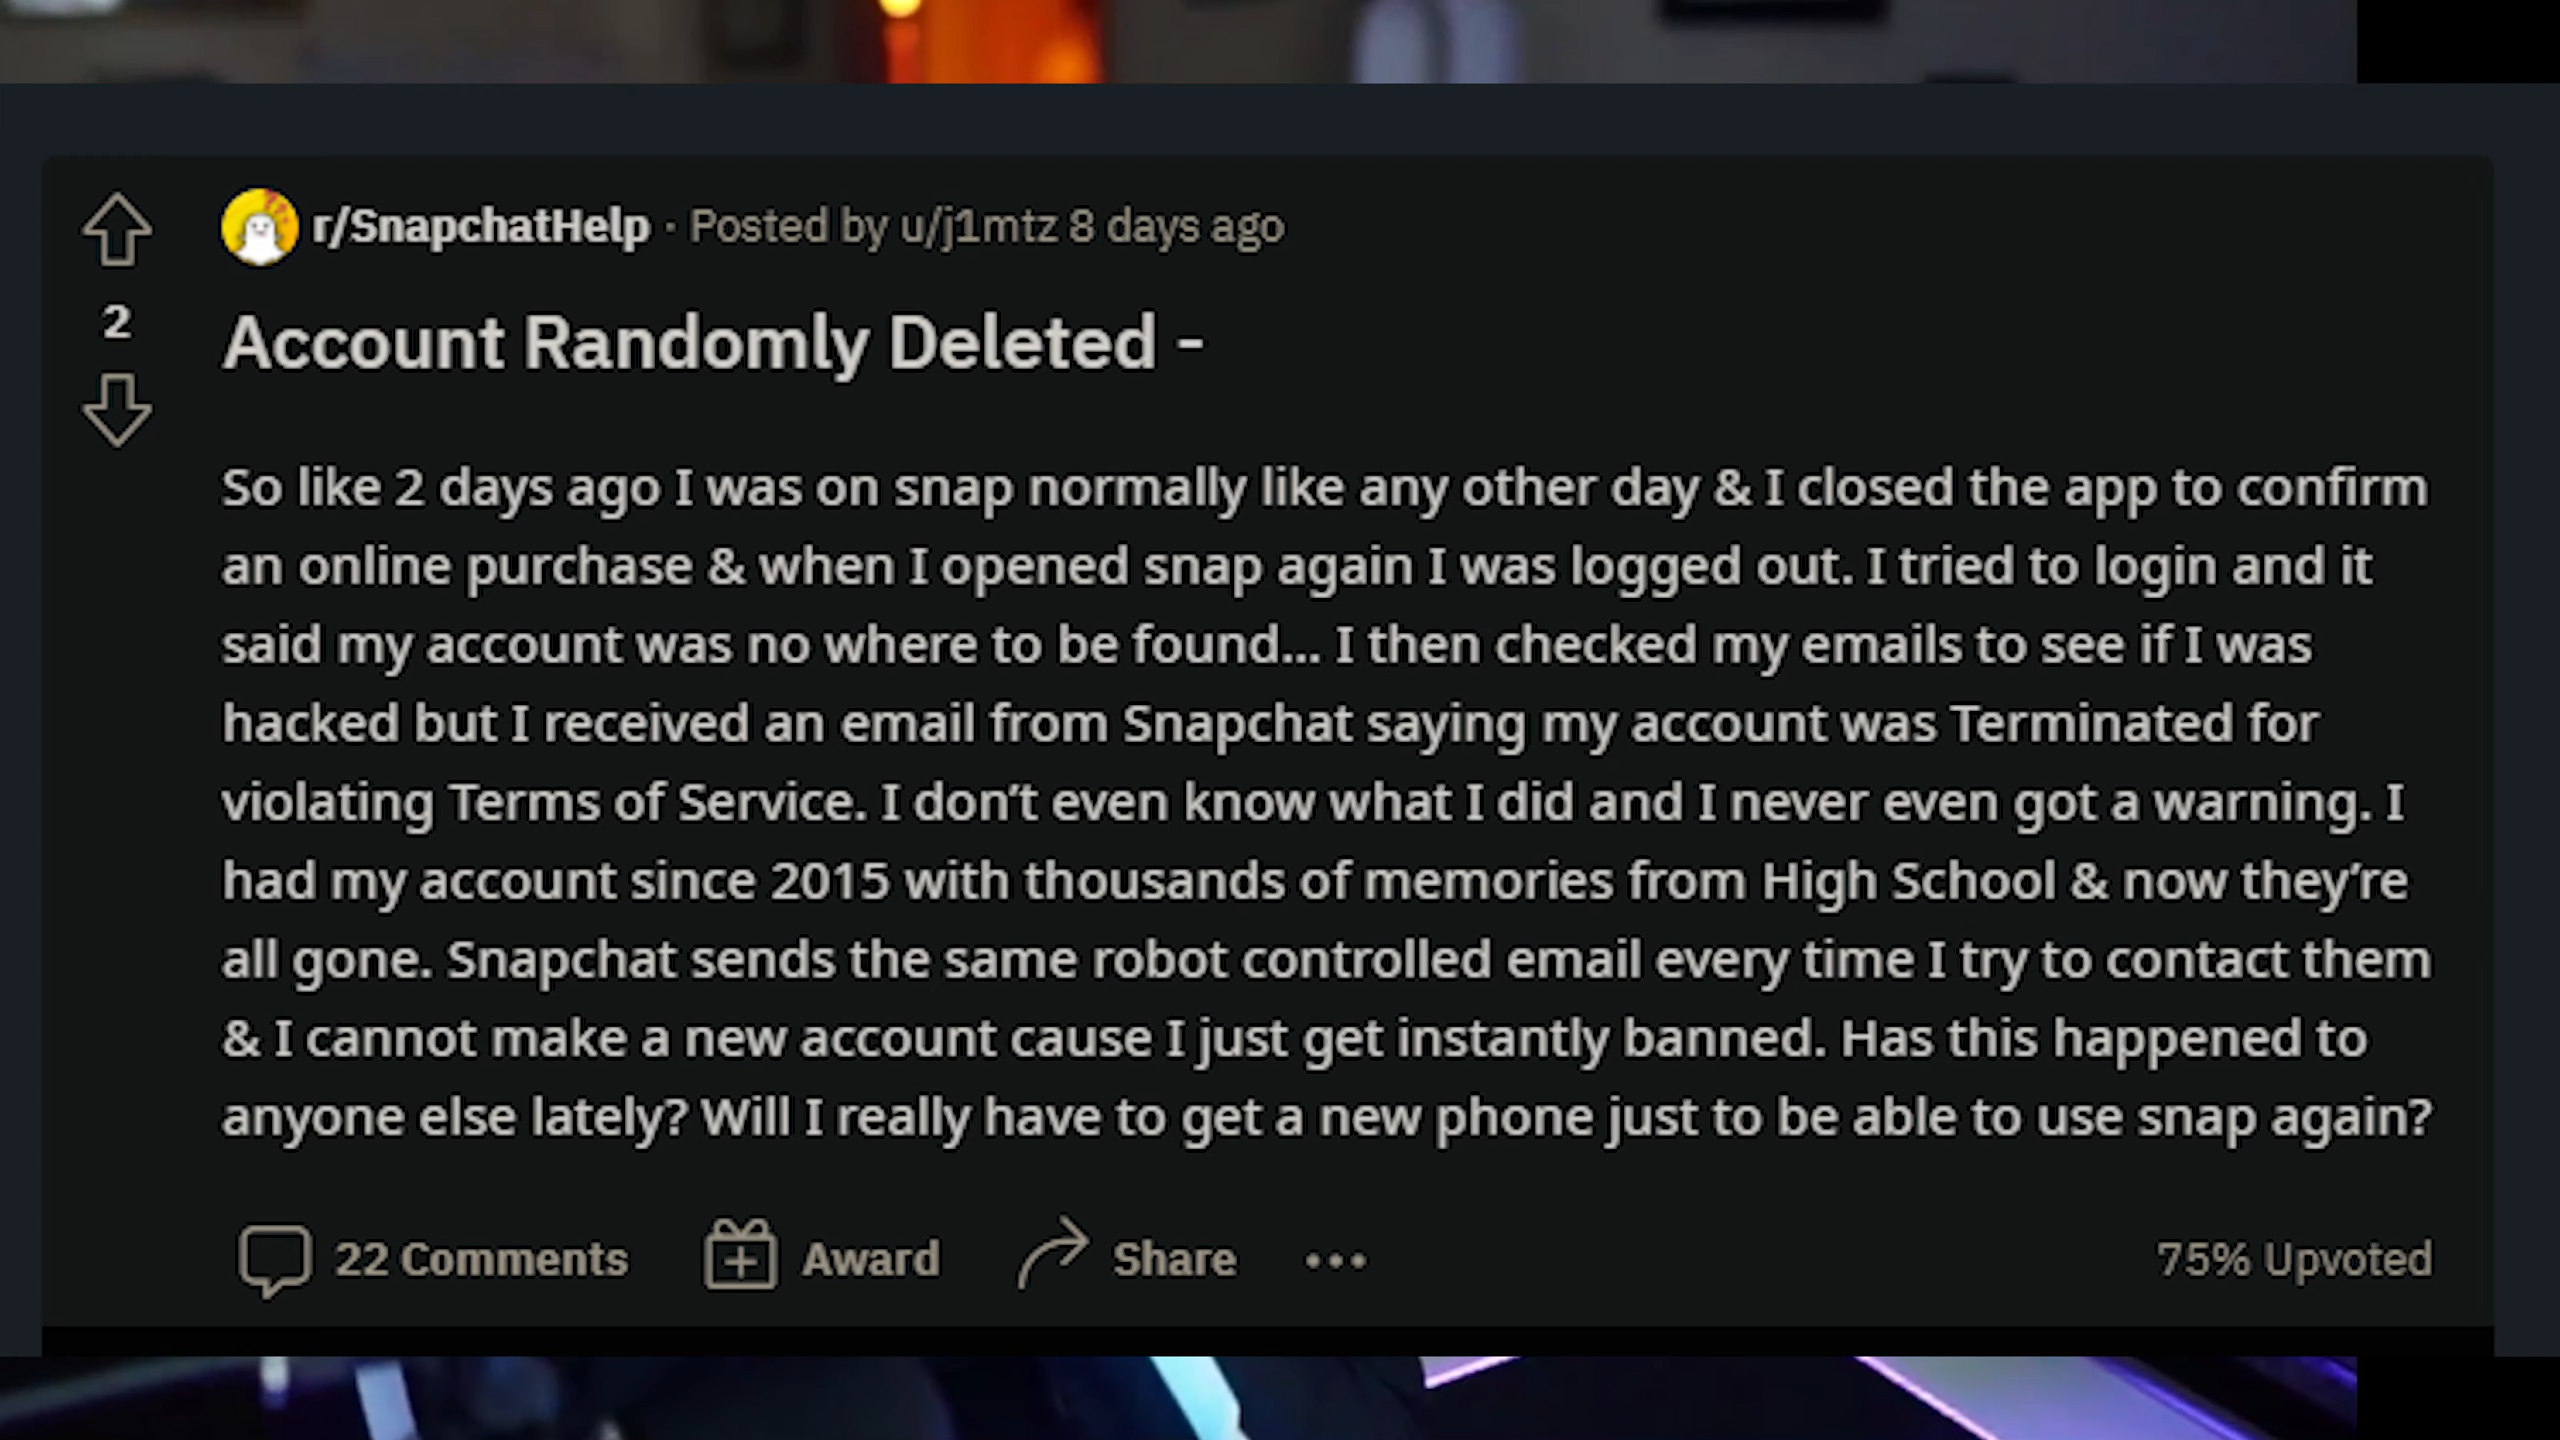 r/SnapchatHelp · Posted by u/j1mtz 8 days ago
2
Account Randomly Deleted -
So like 2 days ago I was on snap normally like any other day & I closed the app to confirm
an online purchase & when I opened snap again I was logged out. I tried to login and it
said my account was no where to be found... I then checked my emails to see if I was
hacked but I received an email from Snapchat saying my account was Terminated for
violating Terms of Service. I don’t even know what I did and I never even got a warning. I
had my account since 2015 with thousands of memories from High School & now they’re
all gone. Snapchat sends the same robot controlled email every time I try to contact them
& I cannot make a new account cause I just get instantly banned. Has this happened to
anyone else lately? Will I really have to get a new phone just to be able to use snap again?
22 Comments Award Share ••• 75% Upvoted